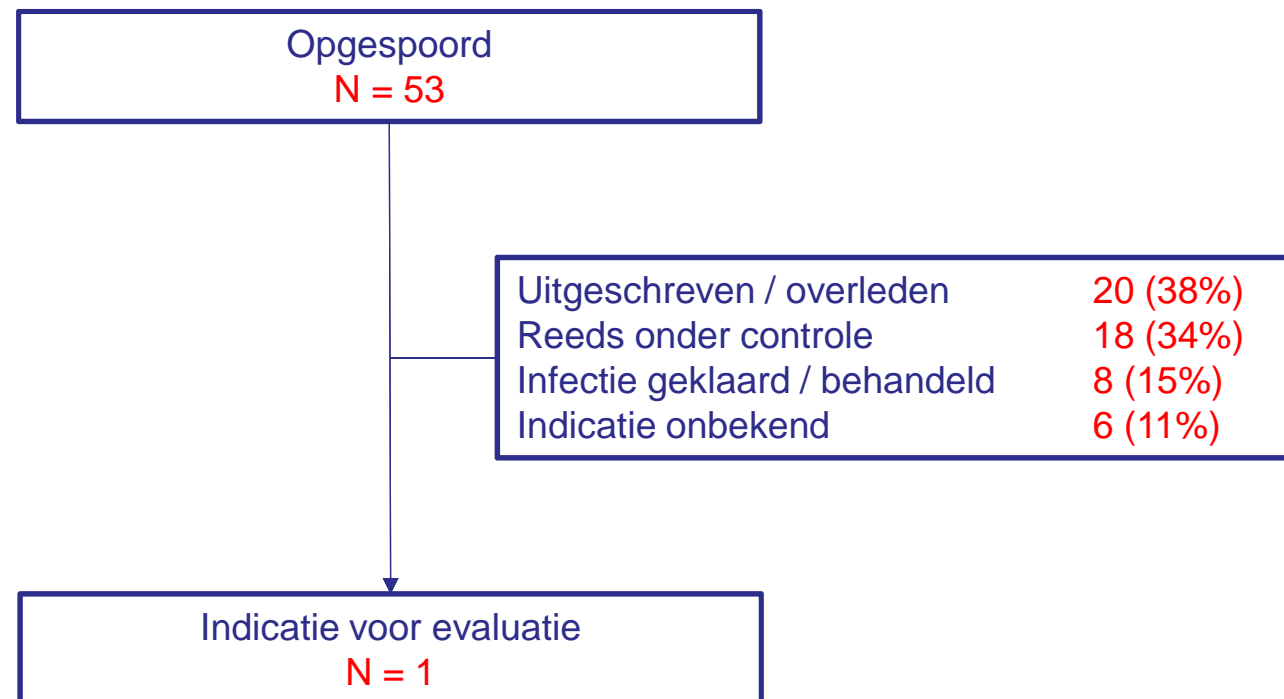 Opgespoord
N = 53
Uitgeschreven / overleden 20 (38%)
Reeds onder controle 18 (34%)
Infectie geklaard / behandeld 8 (15%)
Indicatie onbekend 6 (11%)
Indicatie voor evaluatie
N = 1